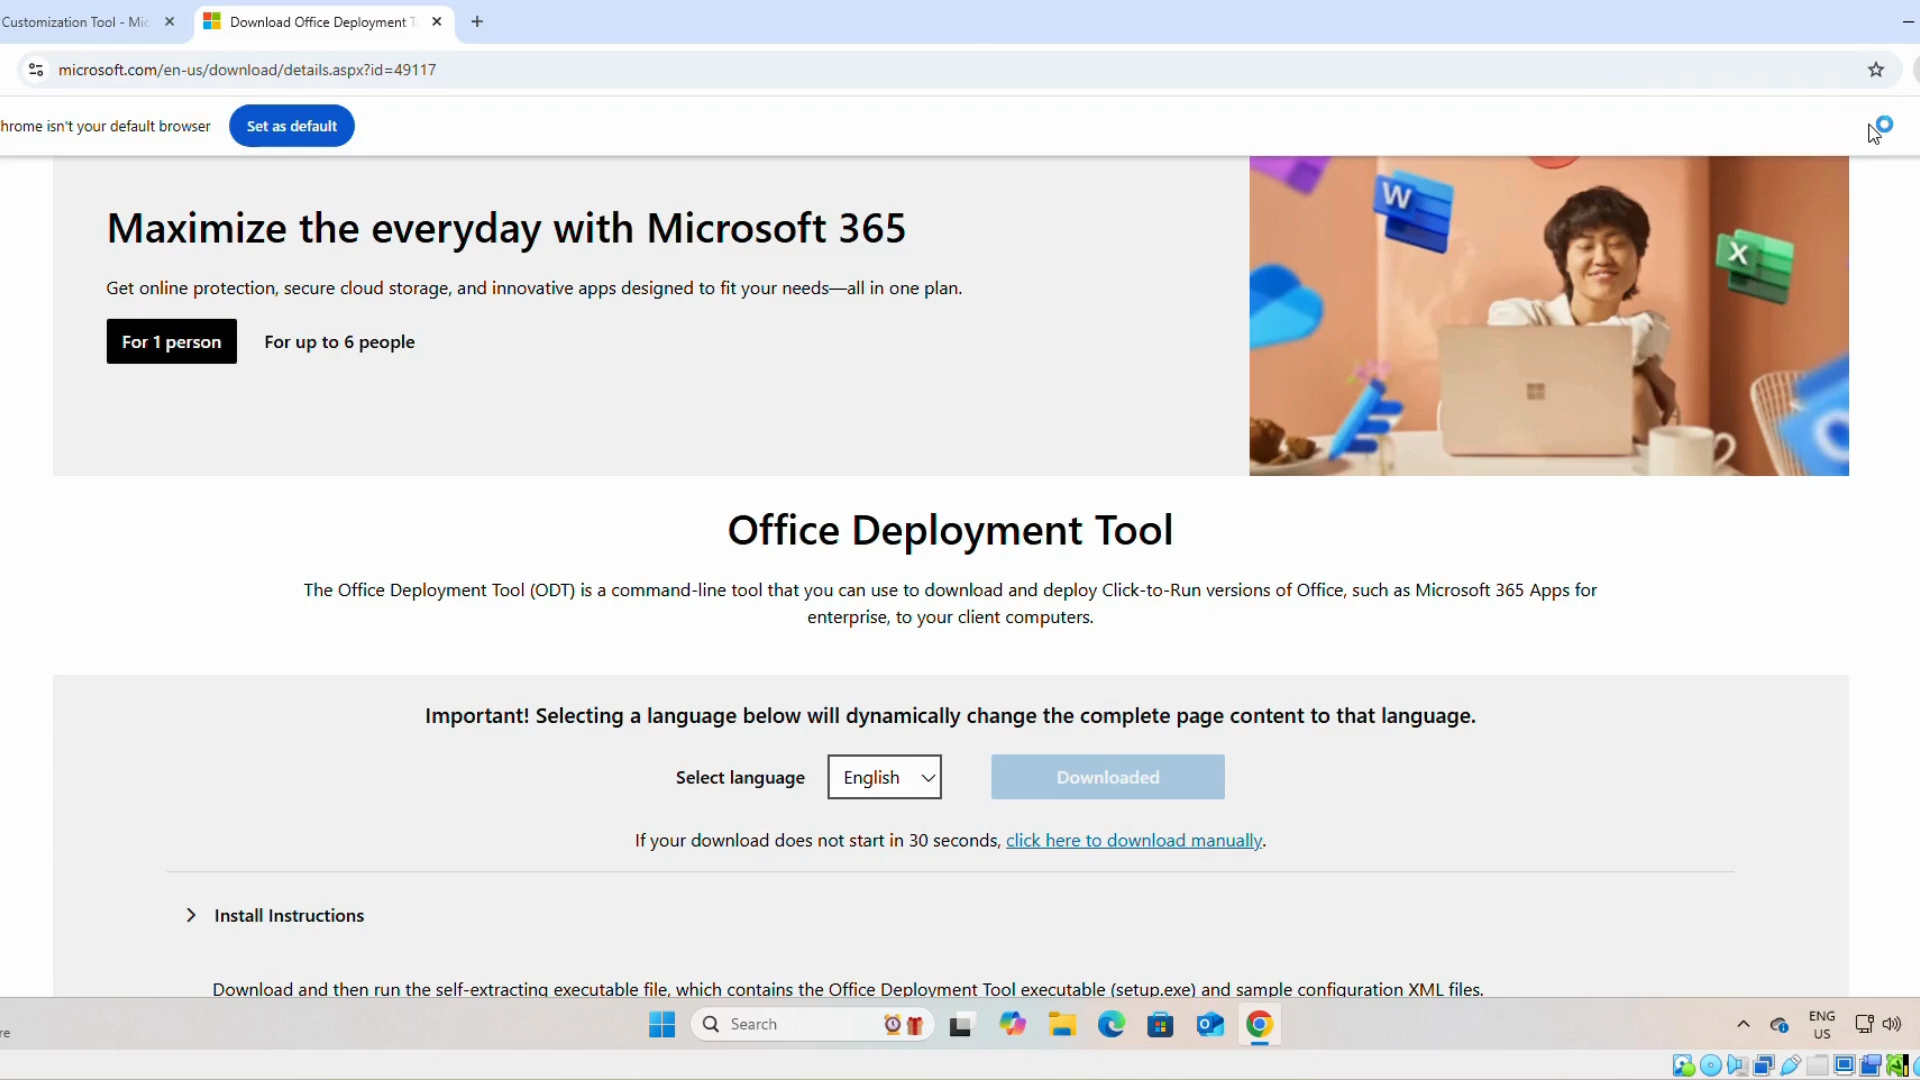 Customization Tool - Mic
Download Office Deployment T
microsoft.com/en-us/download/details.aspx?id=49117
hrome isn't your default browser
Set as default
Maximize the everyday with Microsoft 365
Get online protection, secure cloud storage, and innovative apps designed to fit your needs—all in one plan.
For 1 person
For up to 6 people
W
X
Office Deployment Tool
The Office Deployment Tool (ODT) is a command-line tool that you can use to download and deploy Click-to-Run versions of Office, such as Microsoft 365 Apps for
enterprise, to your client computers.
Important! Selecting a language below will dynamically change the complete page content to that language.
Select language
English
Downloaded
If your download does not start in 30 seconds, click here to download manually.
Install Instructions
Download and then run the self-extracting executable file, which contains the Office Deployment Tool executable (setup.exe) and sample configuration XML files.
re
Search
ENG
US